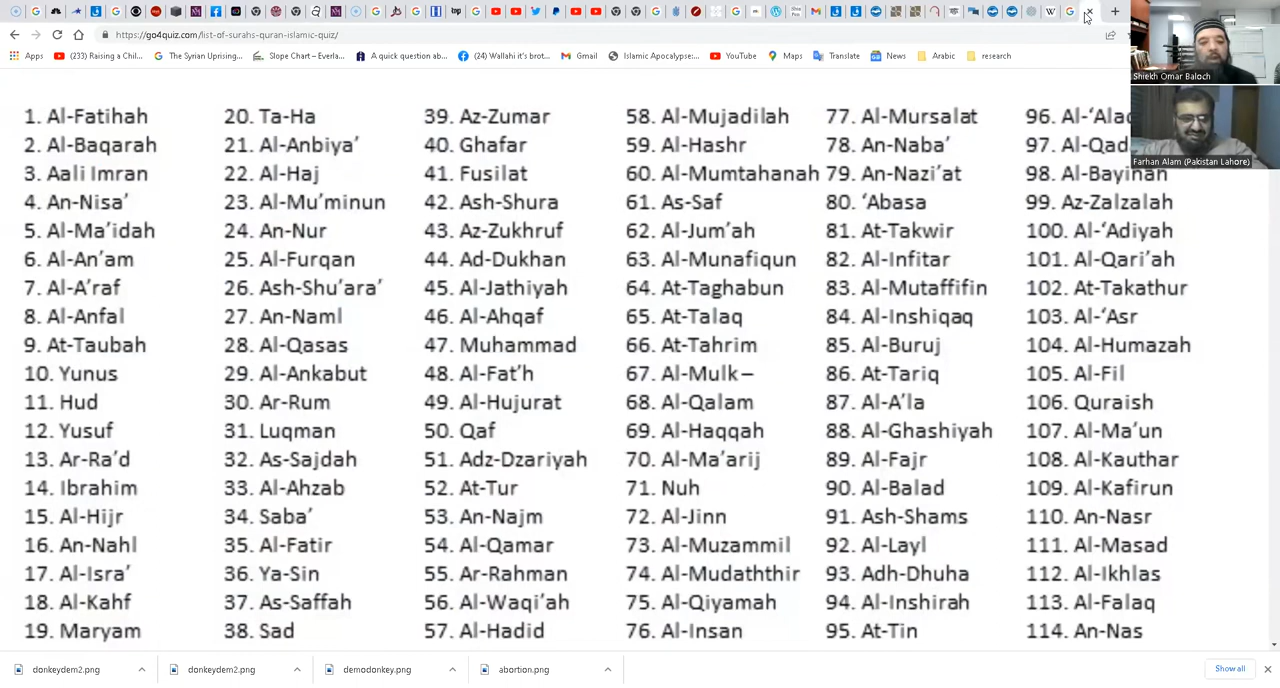 https://go4quiz.com/list-of-surahs-quran-islamic-quiz/
Apps
(233) Raising a Chil...
The Syrian Uprising...
Slope Chart – Everla...
A quick question ab...
(24) Welp it's brot...
Gmail
Islamic Apocalypse:...
YouTube
Maps
Translate
News
Arabic
research
Shiekh Omar Baloch
Farhan Alam (Pakistan Lahore)
1. Al-Fatihah
2. Al-Baqarah
3. Aali Imran
4. An-Nisa’
5. Al-Ma’idah
6. Al-An’am
7. Al-A’raf
8. Al-Anfal
9. At-Taubah
10. Yunus
11. Hud
12. Yusuf
13. Ar-Ra’d
14. Ibrahim
15. Al-Hijr
16. An-Nahl
17. Al-Isra’
18. Al-Kahf
19. Maryam
20. Ta-Ha
21. Al-Anbiya’
22. Al-Haj
23. Al-Mu’minun
24. An-Nur
25. Al-Furqan
26. Ash-Shu’ara’
27. An-Naml
28. Al-Qasas
29. Al-Ankabut
30. Ar-Rum
31. Luqman
32. As-Sajdah
33. Al-Ahzab
34. Saba’
35. Al-Fatir
36. Ya-Sin
37. As-Saffah
38. Sad
39. Az-Zumar
40. Ghafar
41. Fusilat
42. Ash-Shura
43. Az-Zukhruf
44. Ad-Dukhan
45. Al-Jathiyah
46. Al-Ahqaf
47. Muhammad
48. Al-Fat’h
49. Al-Hujurat
50. Qaf
51. Adz-Dzariyah
52. At-Tur
53. An-Najm
54. Al-Qamar
55. Ar-Rahman
56. Al-Waqi’ah
57. Al-Hadid
58. Al-Mujadilah
59. Al-Hashr
60. Al-Mumtahanah
61. As-Saf
62. Al-Jum’ah
63. Al-Munafiqun
64. At-Taghabun
65. At-Talaq
66. At-Tahrim
67. Al-Mulk –
68. Al-Qalam
69. Al-Haqqah
70. Al-Ma’arij
71. Nuh
72. Al-Jinn
73. Al-Muzammil
74. Al-Mudaththir
75. Al-Qiyamah
76. Al-Insan
77. Al-Mursalat
78. An-Naba’
79. An-Nazi’at
80. ‘Abasa
81. At-Takwir
82. Al-Infitar
83. Al-Mutaffifin
84. Al-Inshiqaq
85. Al-Buruj
86. At-Tariq
87. Al-A’la
88. Al-Ghashiyah
89. Al-Fajr
90. Al-Balad
91. Ash-Shams
92. Al-Layl
93. Adh-Dhuha
94. Al-Inshirah
95. At-Tin
96. Al-‘Alaq
97. Al-Qad
98. Al-Bayinah
99. Az-Zalzalah
100. Al-‘Adiyah
101. Al-Qari’ah
102. At-Takathur
103. Al-‘Asr
104. Al-Humazah
105. Al-Fil
106. Quraish
107. Al-Ma’un
108. Al-Kauthar
109. Al-Kafirun
110. An-Nasr
111. Al-Masad
112. Al-Ikhlas
113. Al-Falaq
114. An-Nas
donkeydem2.png
donkeydem2.png
demodonkey.png
abortion.png
Show all